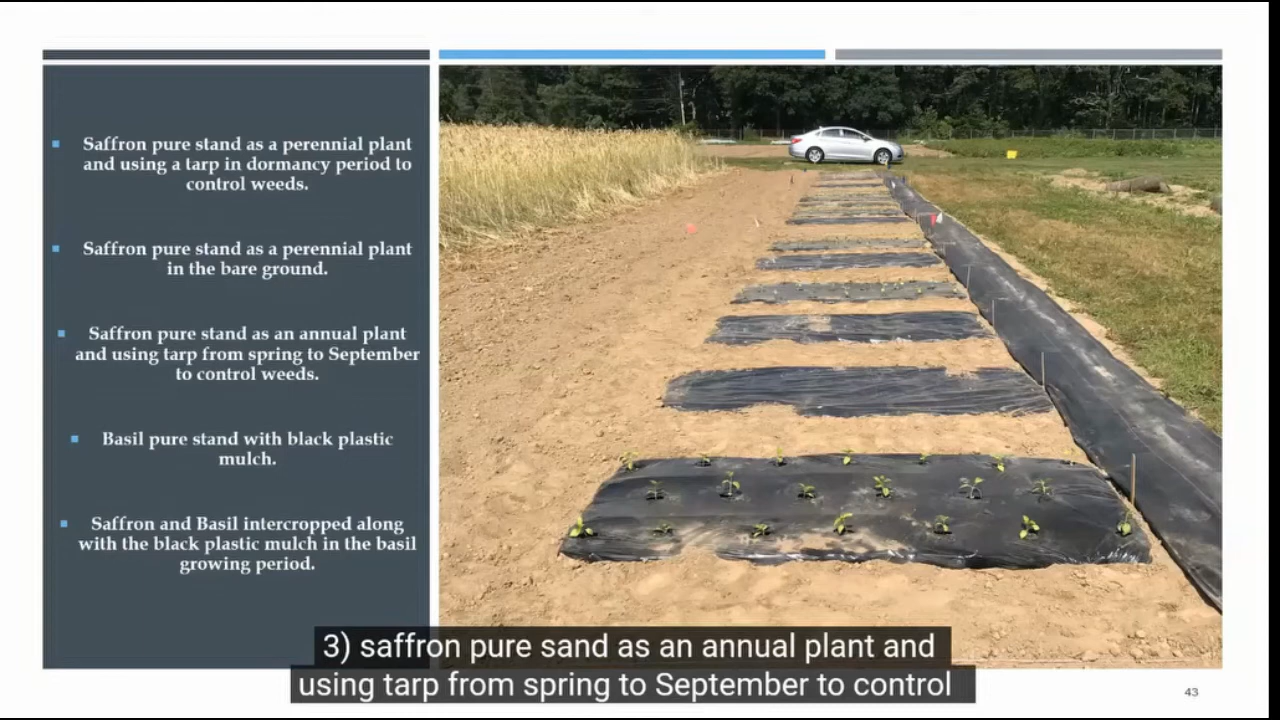 Saffron pure stand as a perennial plant
and using a tarp in dormancy period to
control weeds.
Saffron pure stand as a perennial plant
in the bare ground.
Saffron pure stand as an annual plant
and using tarp from spring to September
to control weeds.
Basil pure stand with black plastic
mulch.
Saffron and Basil intercropped along
with the black plastic mulch in the basil
growing period.
3) saffron pure sand as an annual plant and
using tarp from spring to September to control
43